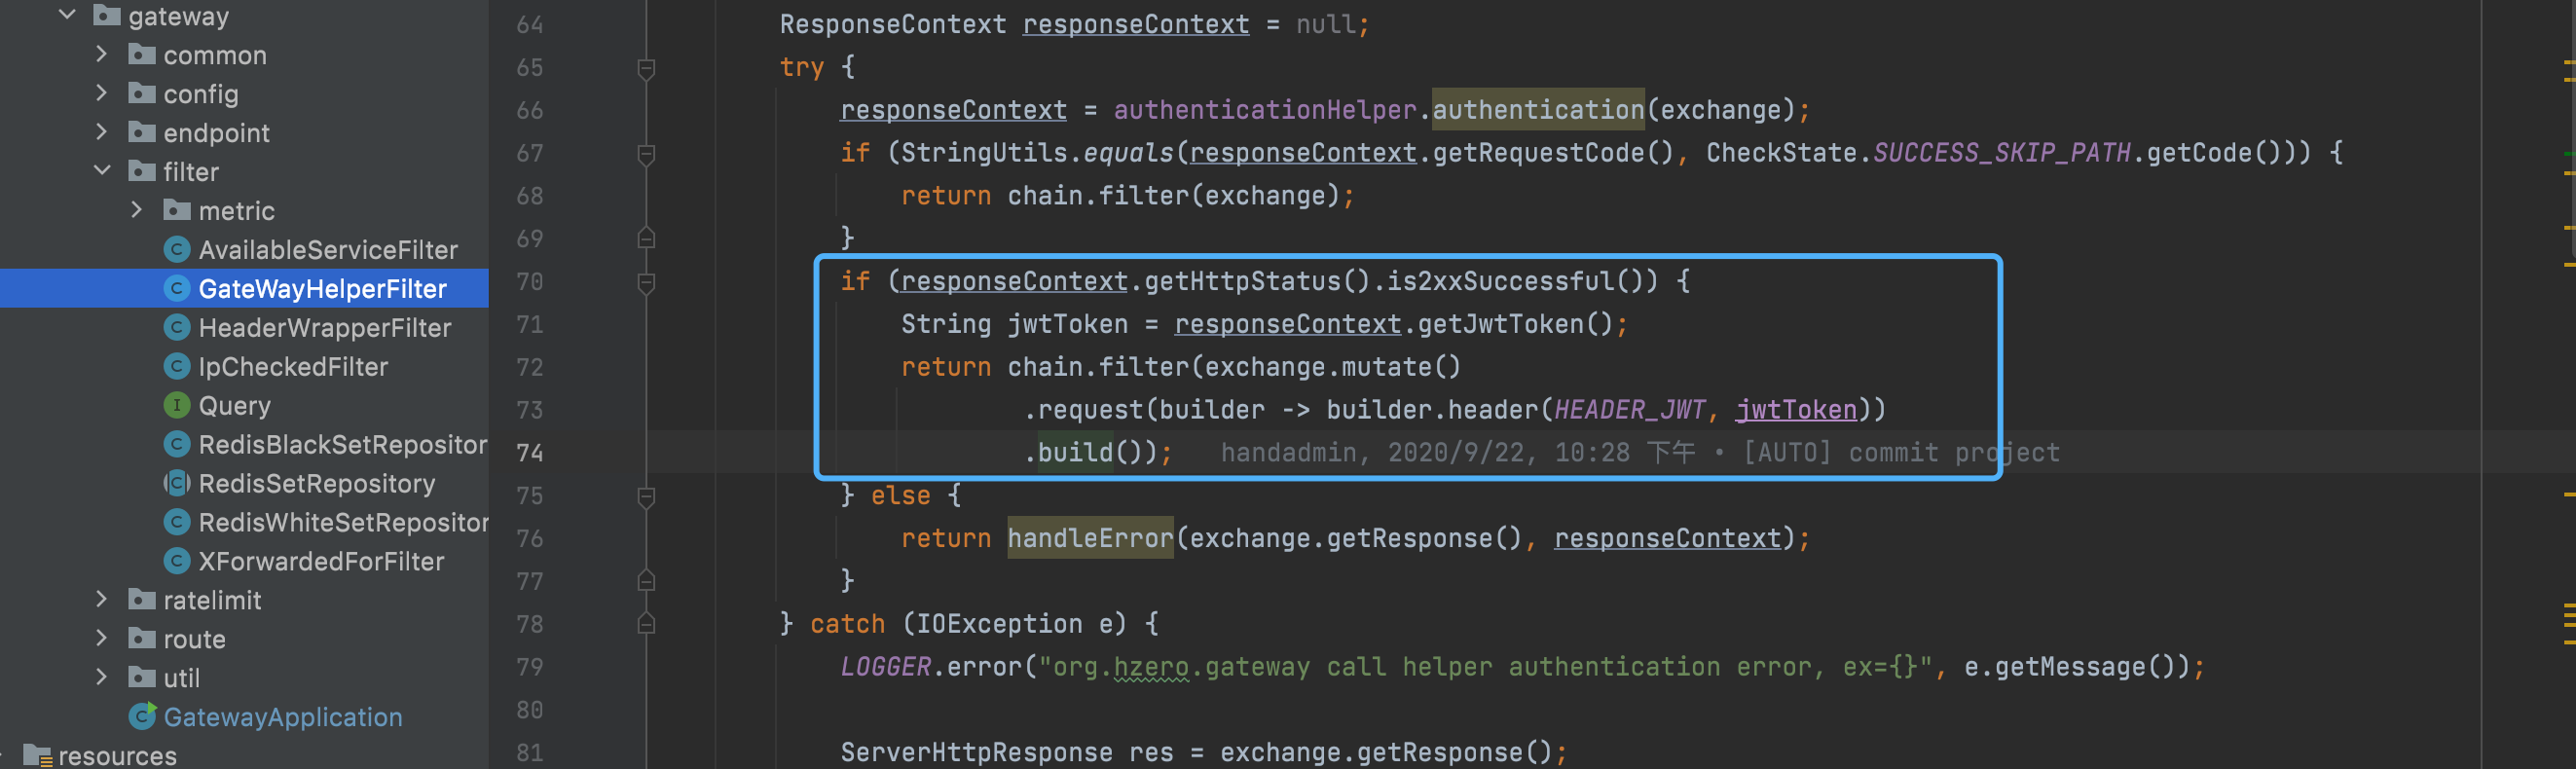 gateway
common
config
endpoint
filter
metric
AvailableServiceFilter
GateWayHelperFilter
HeaderWrapperFilter
IpCheckedFilter
Query
RedisBlackSetRepositor
RedisSetRepository
RedisWhiteSetRepositor
XForwardedForFilter
ratelimit
route
util
GatewayApplication
resources
64 ResponseContext responseContext = null;
65 try {
66 responseContext = authenticationHelper.authentication(exchange);
67 if (StringUtils.equals(responseContext.getRequestCode(), CheckState.SUCCESS_SKIP_PATH.getCode())) {
68 return chain.filter(exchange);
69 }
70 if (responseContext.getHttpStatus().is2xxSuccessful()) {
71 String jwtToken = responseContext.getJwtToken();
72 return chain.filter(exchange.mutate()
73 .request(builder -> builder.header(HEADER_JWT, jwtToken))
74 .build()); handadmin, 2020/9/22, 10:28 下午 • [AUTO] commit project
75 } else {
76 return handleError(exchange.getResponse(), responseContext);
77 }
78 } catch (IOException e) {
79 LOGGER.error("org.hzero.gateway call helper authentication error, ex={}", e.getMessage());
80
81 ServerHttpResponse res = exchange.getResponse();